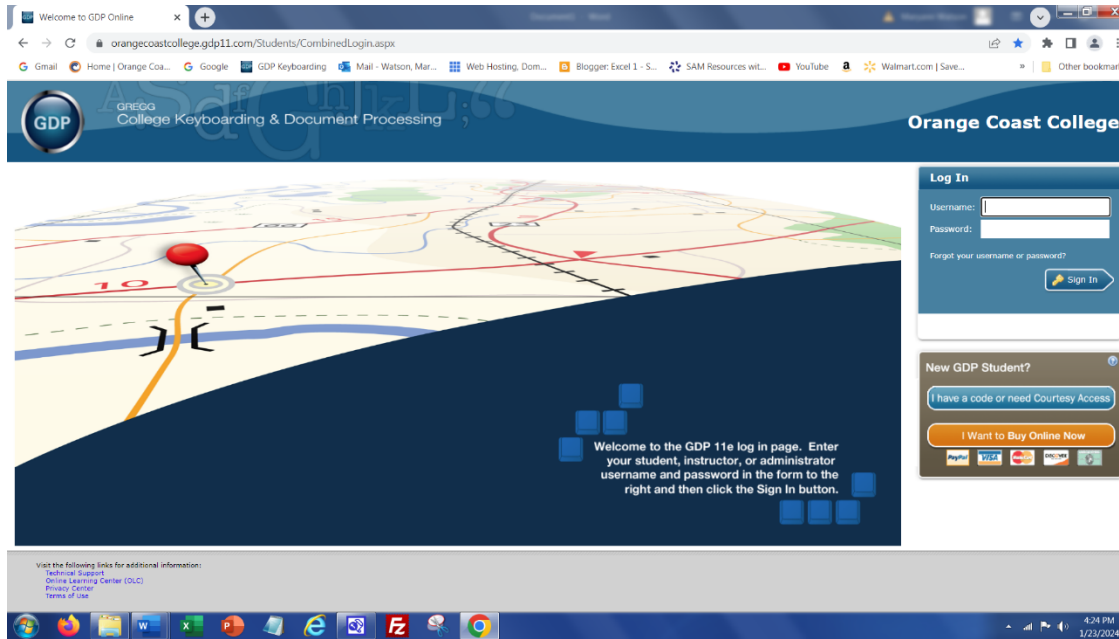 Welcome to GDP Online
orangecoastcollege.gdp11.com/Students/CombinedLogin.aspx
Gmail
Home | Orange Coa...
Google
GDP Keyboarding
Mail - Watson, Mar...
Web Hosting, Dom...
Blogger: Excel 1 - S...
SAM Resources wit...
YouTube
Walmart.com | Save...
»
Other bookmar
GDP
GREGG
College Keyboarding & Document Processing
Orange Coast College
Log In
Username:
Password:
Forgot your username or password?
Sign In
10
New GDP Student?
I have a code or need Courtesy Access
I Want to Buy Online Now
PayPal VISA MasterCard DISCOVER
Welcome to the GDP 11e log in page. Enter
your student, instructor, or administrator
username and password in the form to the
right and then click the Sign In button.
Visit the following links for additional information:
Technical Support
Online Learning Center (OLC)
Privacy Center
Terms of Use
4:24 PM
1/23/2024